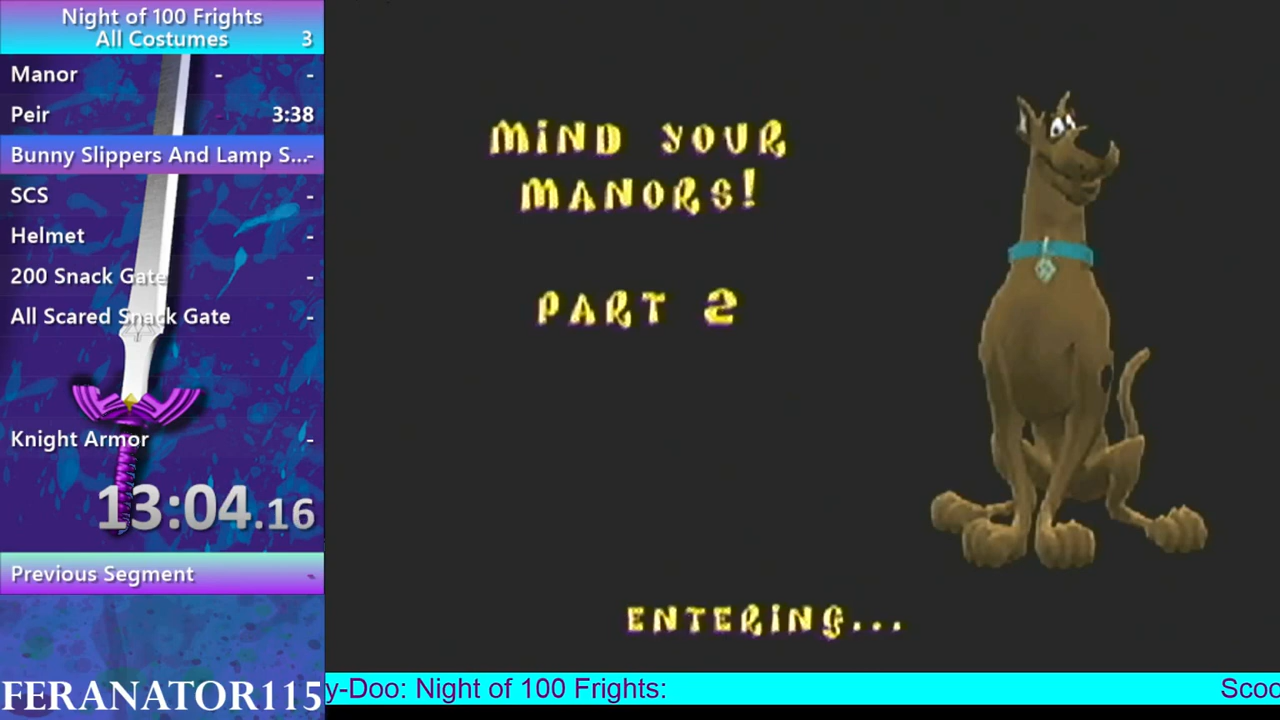 Night of 100 Frights
All Costumes 3
Manor - -
Peir 3:38
Bunny Slippers And Lamp S...-
SCS -
Helmet -
200 Snack Gate -
All Scared Snack Gate -
Knight Armor -
13:04.16
Previous Segment -
FERANATOR115
MIND YOUR
MANORS!
PART 2
ENTERING...
y-Doo: Night of 100 Frights: Scoo